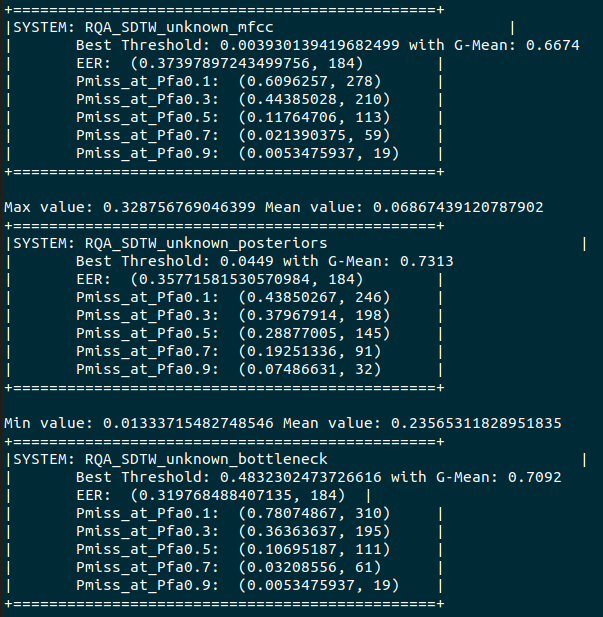 +===============================================+
|SYSTEM: RQA_SDTW_unknown_mfcc |
| Best Threshold: 0.003930139419682499 with G-Mean: 0.6674
| EER: (0.37397897243499756, 184) |
| Pmiss_at_Pfa0.1: (0.6096257, 278) |
| Pmiss_at_Pfa0.3: (0.44385028, 210) |
| Pmiss_at_Pfa0.5: (0.11764706, 113) |
| Pmiss_at_Pfa0.7: (0.021390375, 59) |
| Pmiss_at_Pfa0.9: (0.0053475937, 19) |
+===============================================+
Max value: 0.328756769046399 Mean value: 0.06867439120787902
+===============================================+
|SYSTEM: RQA_SDTW_unknown_posteriors |
| Best Threshold: 0.0449 with G-Mean: 0.7313
| EER: (0.35771581530570984, 184) |
| Pmiss_at_Pfa0.1: (0.43850267, 246) |
| Pmiss_at_Pfa0.3: (0.37967914, 198) |
| Pmiss_at_Pfa0.5: (0.28877005, 145) |
| Pmiss_at_Pfa0.7: (0.19251336, 91) |
| Pmiss_at_Pfa0.9: (0.07486631, 32) |
+===============================================+
Min value: 0.01333715482748546 Mean value: 0.23565311828951835
+===============================================+
|SYSTEM: RQA_SDTW_unknown_bottleneck |
| Best Threshold: 0.4832302473726616 with G-Mean: 0.7092
| EER: (0.319768488407135, 184) |
| Pmiss_at_Pfa0.1: (0.78074867, 310) |
| Pmiss_at_Pfa0.3: (0.36363637, 195) |
| Pmiss_at_Pfa0.5: (0.10695187, 111) |
| Pmiss_at_Pfa0.7: (0.03208556, 61) |
| Pmiss_at_Pfa0.9: (0.0053475937, 19) |
+===============================================+